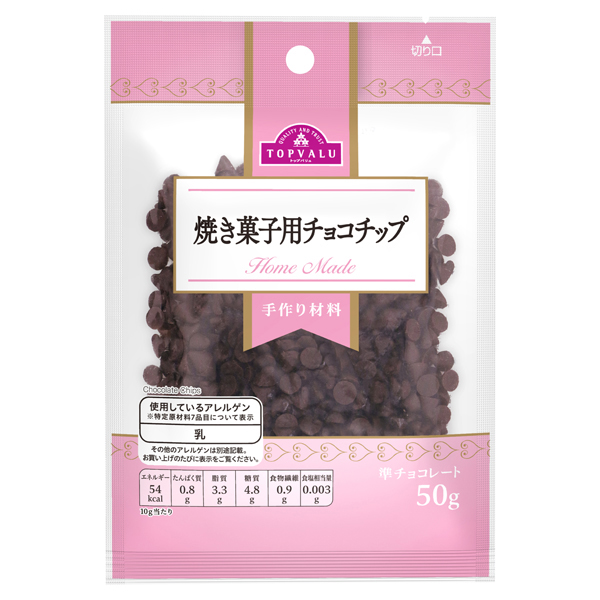 切り口
QUALITY AND TRUST
TOPVALU
トップバリュ
焼き菓子用チョコチップ
Home Made
手作り材料
Chocolate Chips
使用しているアレルゲン
※特定原材料7品目について表示
乳
その他のアレルゲンは別途記載。
お買い上げのたびに表示をご覧ください。
エネルギー たんぱく質 脂質 糖質 食物繊維 食塩相当量
54 kcal 0.8 g 3.3 g 4.8 g 0.9 g 0.003 g
10g当たり
準チョコレート
50g